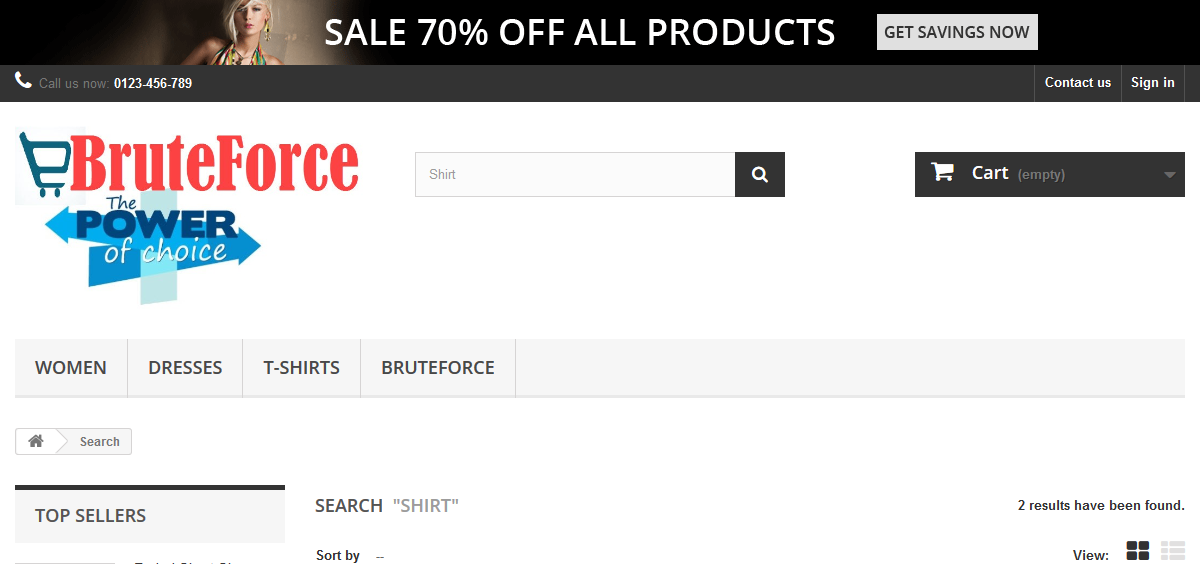 SALE 70% OFF ALL PRODUCTS
GET SAVINGS NOW
Call us now: 0123-456-789
Contact us
Sign in
BruteForce
The
POWER
of choice
Shirt
Cart (empty)
WOMEN
DRESSES
T-SHIRTS
BRUTEFORCE
Search
TOP SELLERS
SEARCH "SHIRT"
2 results have been found.
Sort by --
View: